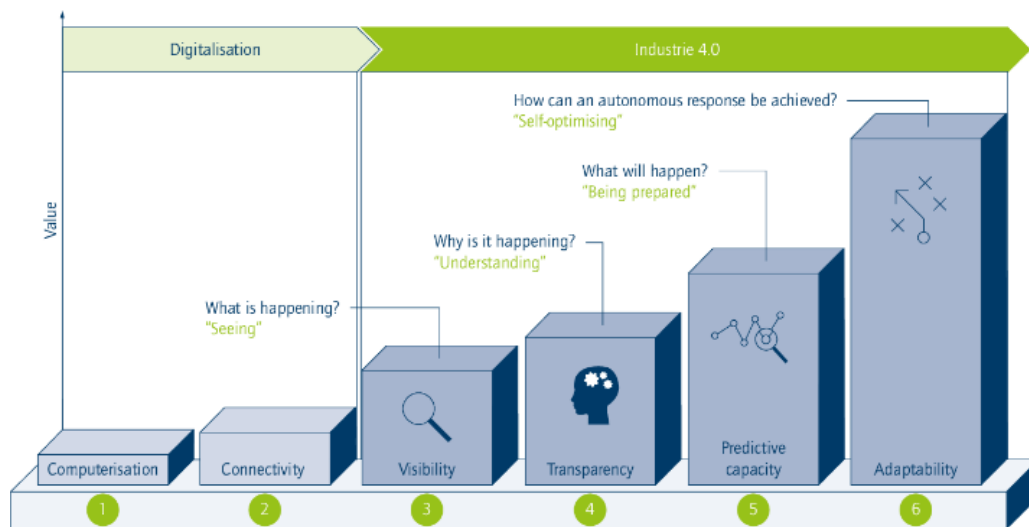 Digitalisation
Industrie 4.0
Value
How can an autonomous response be achieved?
"Self-optimising"
What will happen?
"Being prepared"
Why is it happening?
"Understanding"
What is happening?
"Seeing"
Computerisation
Connectivity
Visibility
Transparency
Predictive
capacity
Adaptability
1
2
3
4
5
6